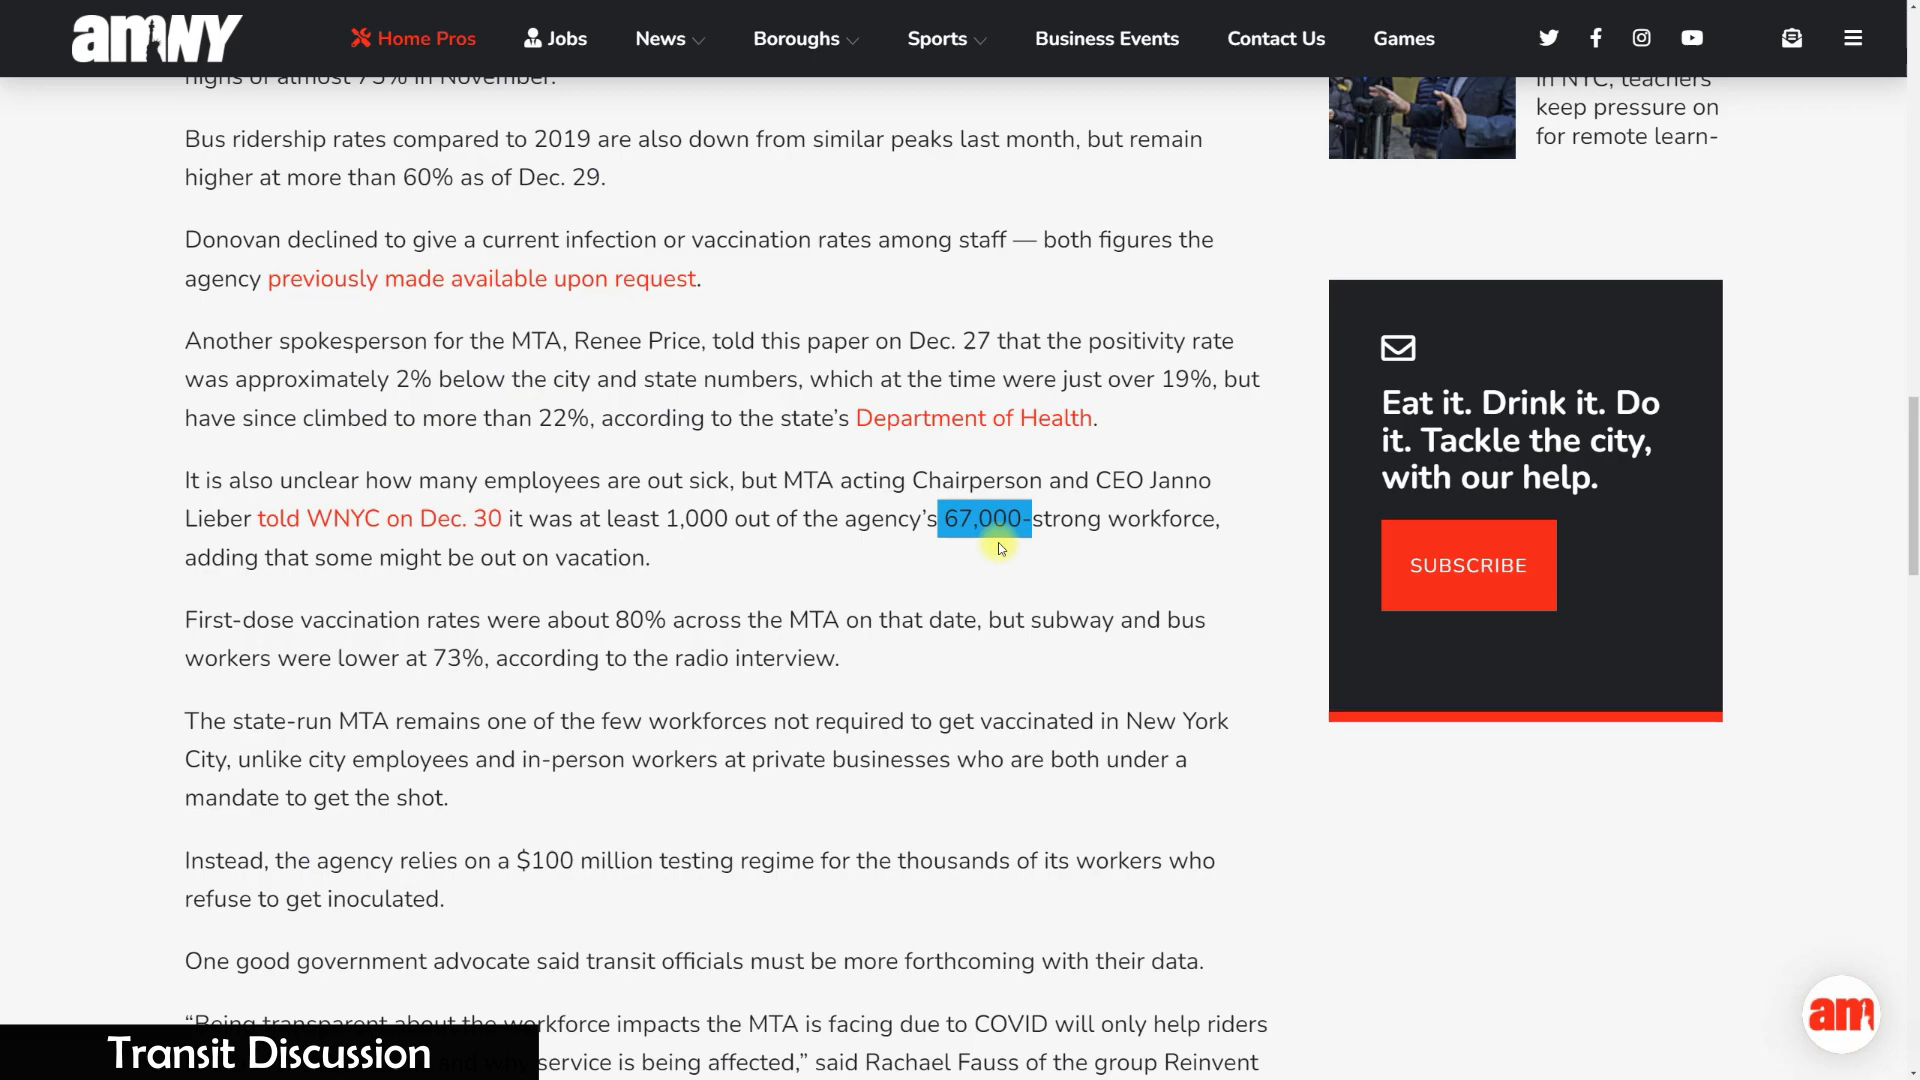 amNY
Home Pros
Jobs
News
Boroughs
Sports
Business Events
Contact Us
Games
highs of almost 75% in November.
Bus ridership rates compared to 2019 are also down from similar peaks last month, but remain
higher at more than 60% as of Dec. 29.
Donovan declined to give a current infection or vaccination rates among staff — both figures the
agency previously made available upon request.
Another spokesperson for the MTA, Renee Price, told this paper on Dec. 27 that the positivity rate
was approximately 2% below the city and state numbers, which at the time were just over 19%, but
have since climbed to more than 22%, according to the state’s Department of Health.
It is also unclear how many employees are out sick, but MTA acting Chairperson and CEO Janno
Lieber told WNYC on Dec. 30 it was at least 1,000 out of the agency’s 67,000-strong workforce,
adding that some might be out on vacation.
First-dose vaccination rates were about 80% across the MTA on that date, but subway and bus
workers were lower at 73%, according to the radio interview.
The state-run MTA remains one of the few workforces not required to get vaccinated in New York
City, unlike city employees and in-person workers at private businesses who are both under a
mandate to get the shot.
Instead, the agency relies on a $100 million testing regime for the thousands of its workers who
refuse to get inoculated.
One good government advocate said transit officials must be more forthcoming with their data.
“Being transparent about the workforce impacts the MTA is facing due to COVID will only help riders
and why service is being affected,” said Rachael Fauss of the group Reinvent
in NYC, teachers
keep pressure on
for remote learn-
Eat it. Drink it. Do
it. Tackle the city,
with our help.
SUBSCRIBE
am
Transit Discussion